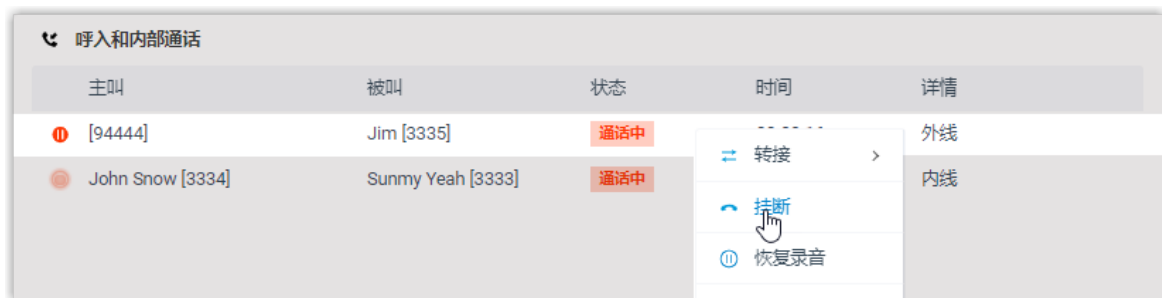 呼入和内部通话
主叫 被叫 状态 时间 详情
[94444] Jim [3335] 通话中 外线
转接
John Snow [3334] Sunmy Yeah [3333] 通话中 内线
挂断
恢复录音